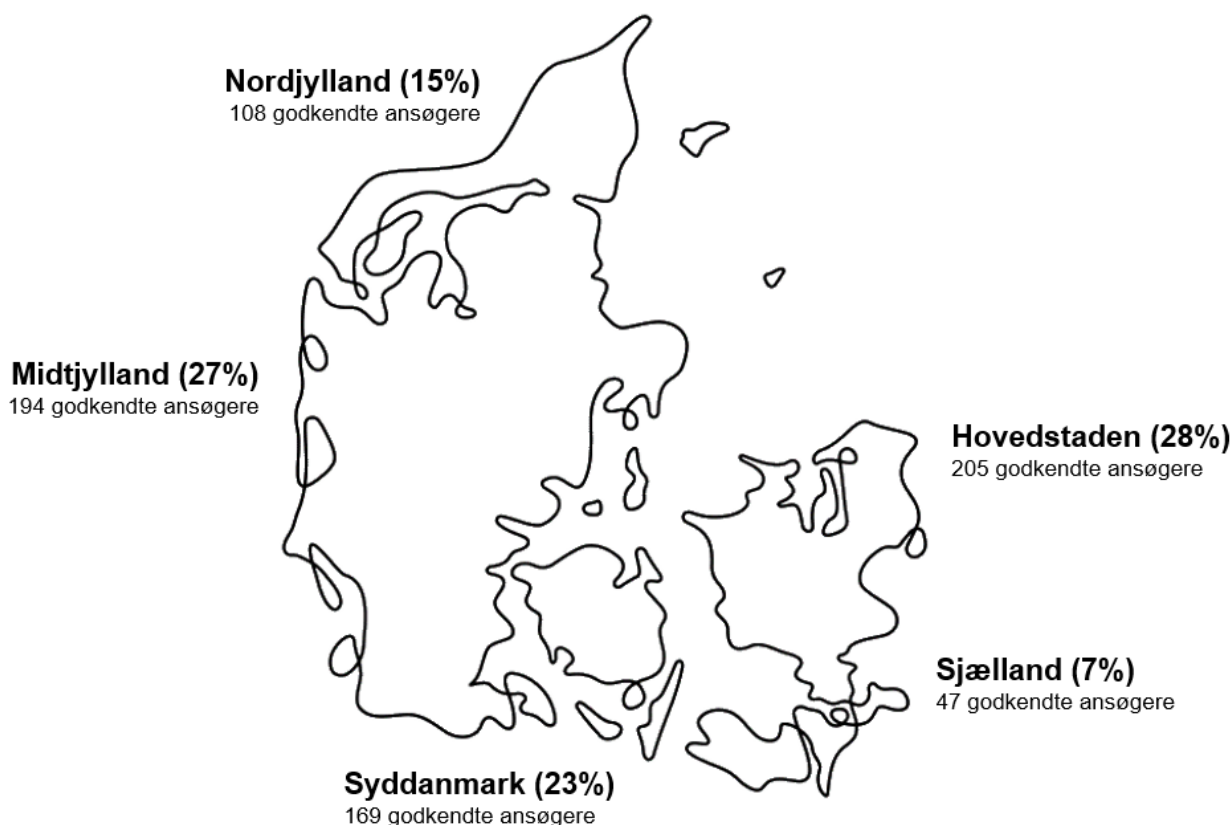 Nordjylland (15%)
108 godkendte ansøgere
Midtjylland (27%)
194 godkendte ansøgere
Hovedstaden (28%)
205 godkendte ansøgere
Sjælland (7%)
47 godkendte ansøgere
Syddanmark (23%)
169 godkendte ansøgere